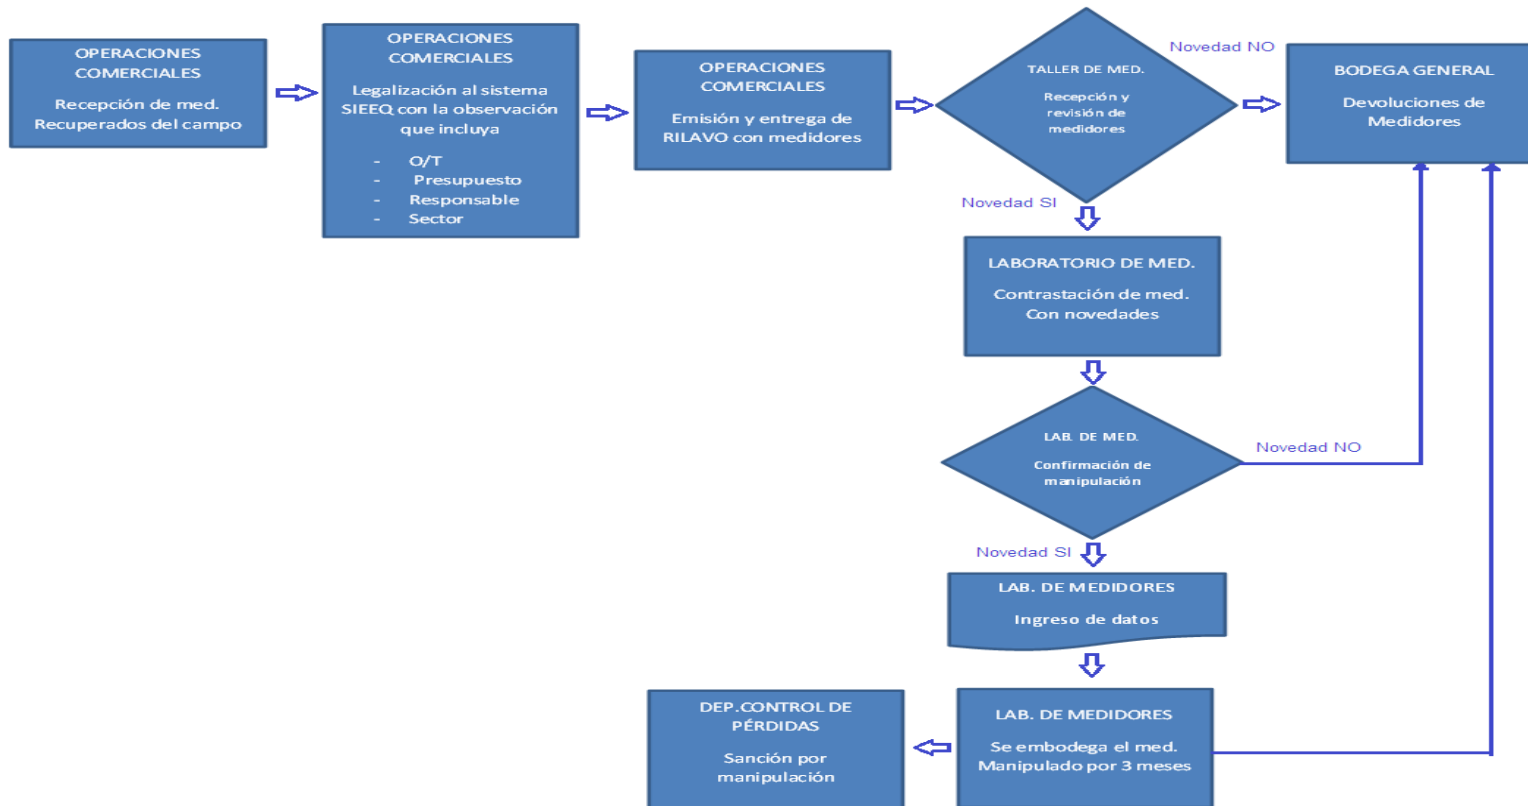 OPERACIONES
COMERCIALES
Recepción de med.
Recuperados del campo
OPERACIONES
COMERCIALES
Legalización al sistema
SIEEQ con la observación
que incluya
- O/T
- Presupuesto
- Responsable
- Sector
OPERACIONES
COMERCIALES
Emisión y entrega de
RILAVO con medidores
TALLER DE MED.
Recepción y
revisión de
medidores
Novedad NO
BODEGA GENERAL
Devoluciones de
Medidores
Novedad SI
LABORATORIO DE MED.
Contrastación de med.
Con novedades
LAB. DE MED.
Confirmación de
manipulación
Novedad NO
Novedad SI
LAB. DE MEDIDORES
Ingreso de datos
LAB. DE MEDIDORES
Se embodega el med.
Manipulado por 3 meses
DEP.CONTROL DE
PÉRDIDAS
Sanción por
manipulación